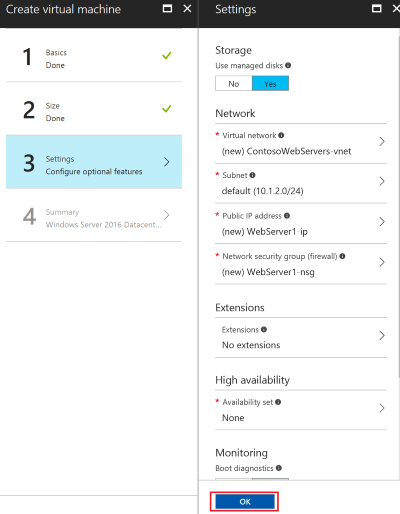 Create virtual machine
1
Basics
Done
2
Size
Done
3
Settings
Configure optional features
4
Summary
Windows Server 2016 Datacent...
Settings
Storage
Use managed disks
No
Yes
Network
* Virtual network
(new) ContosoWebServers-vnet
* Subnet
default (10.1.2.0/24)
* Public IP address
(new) WebServer1-ip
* Network security group (firewall)
(new) WebServer1-nsg
Extensions
Extensions
No extensions
High availability
* Availability set
None
Monitoring
Boot diagnostics
OK